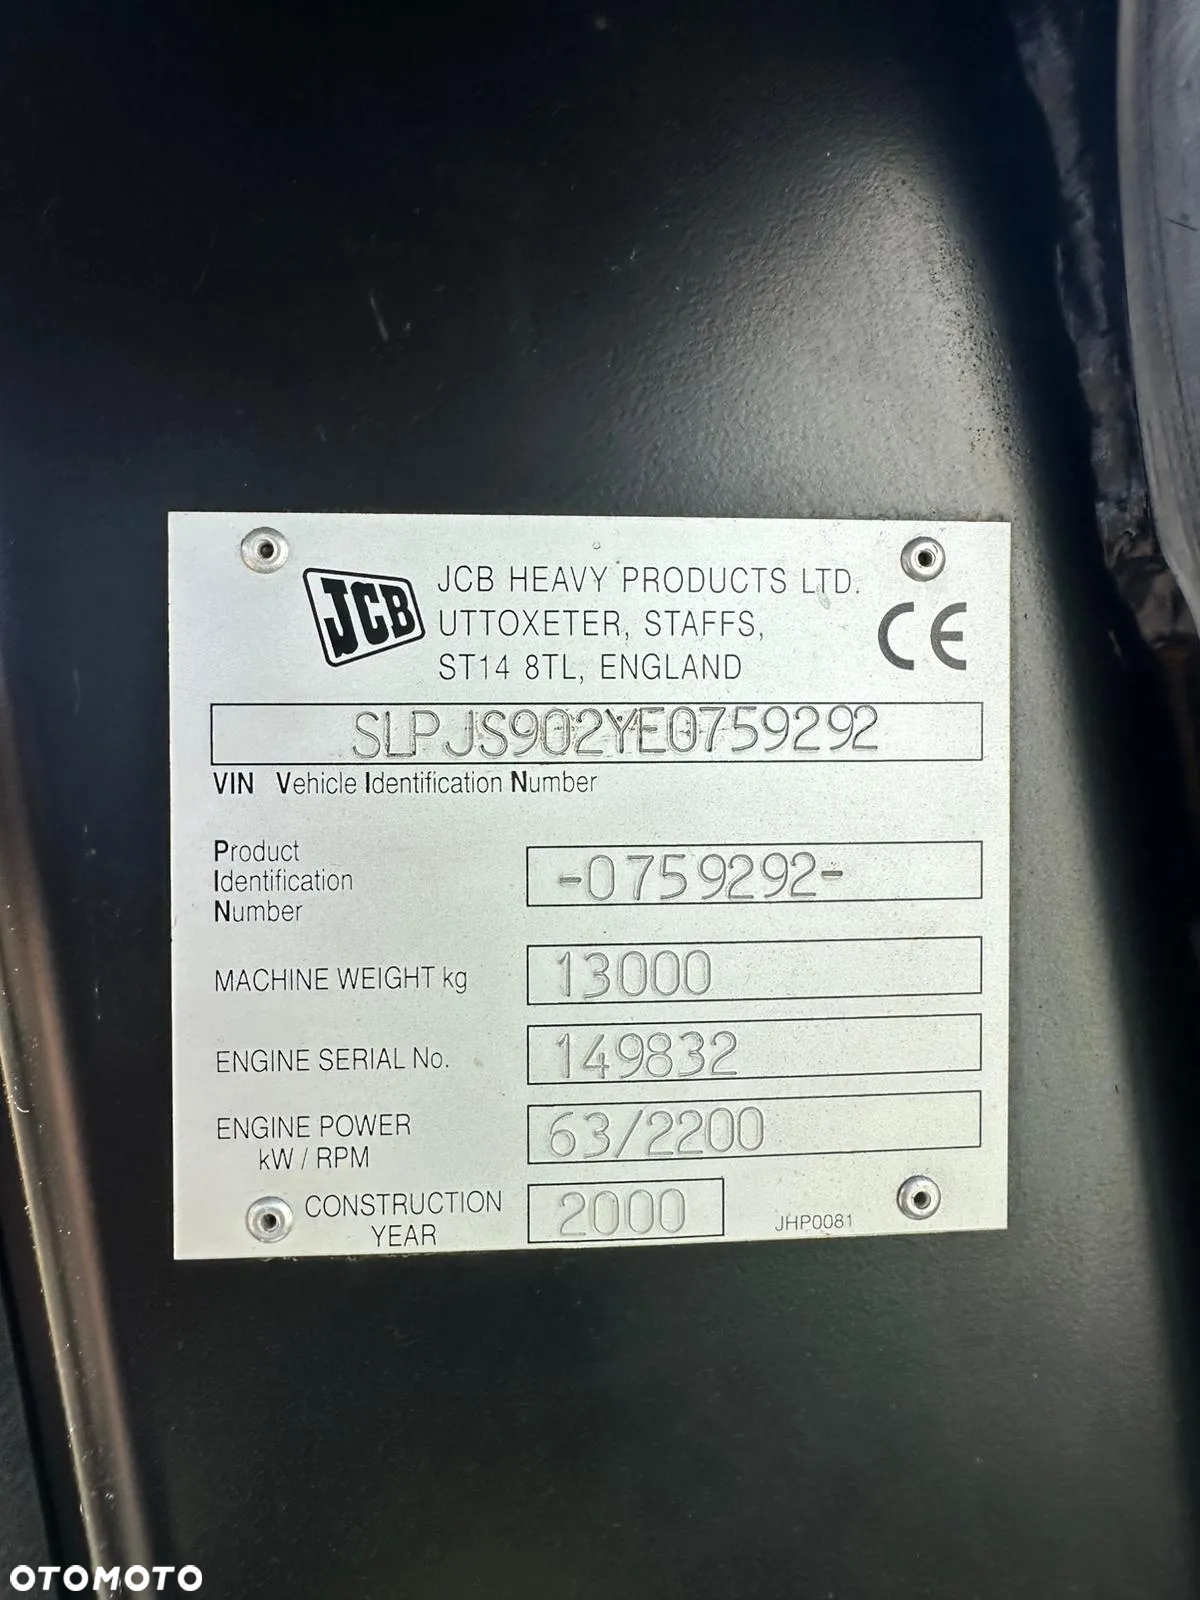 JCB
JCB HEAVY PRODUCTS LTD.
UTTOXETER, STAFFS,
ST14 8TL, ENGLAND
CE
SLPJS902YE0759292
VIN Vehicle Identification Number
Product
Identification
Number
-0759292-
MACHINE WEIGHT kg
13000
ENGINE SERIAL No.
149832
ENGINE POWER
kW / RPM
63/2200
CONSTRUCTION
YEAR
2000
JHP0081
OTOMOTO